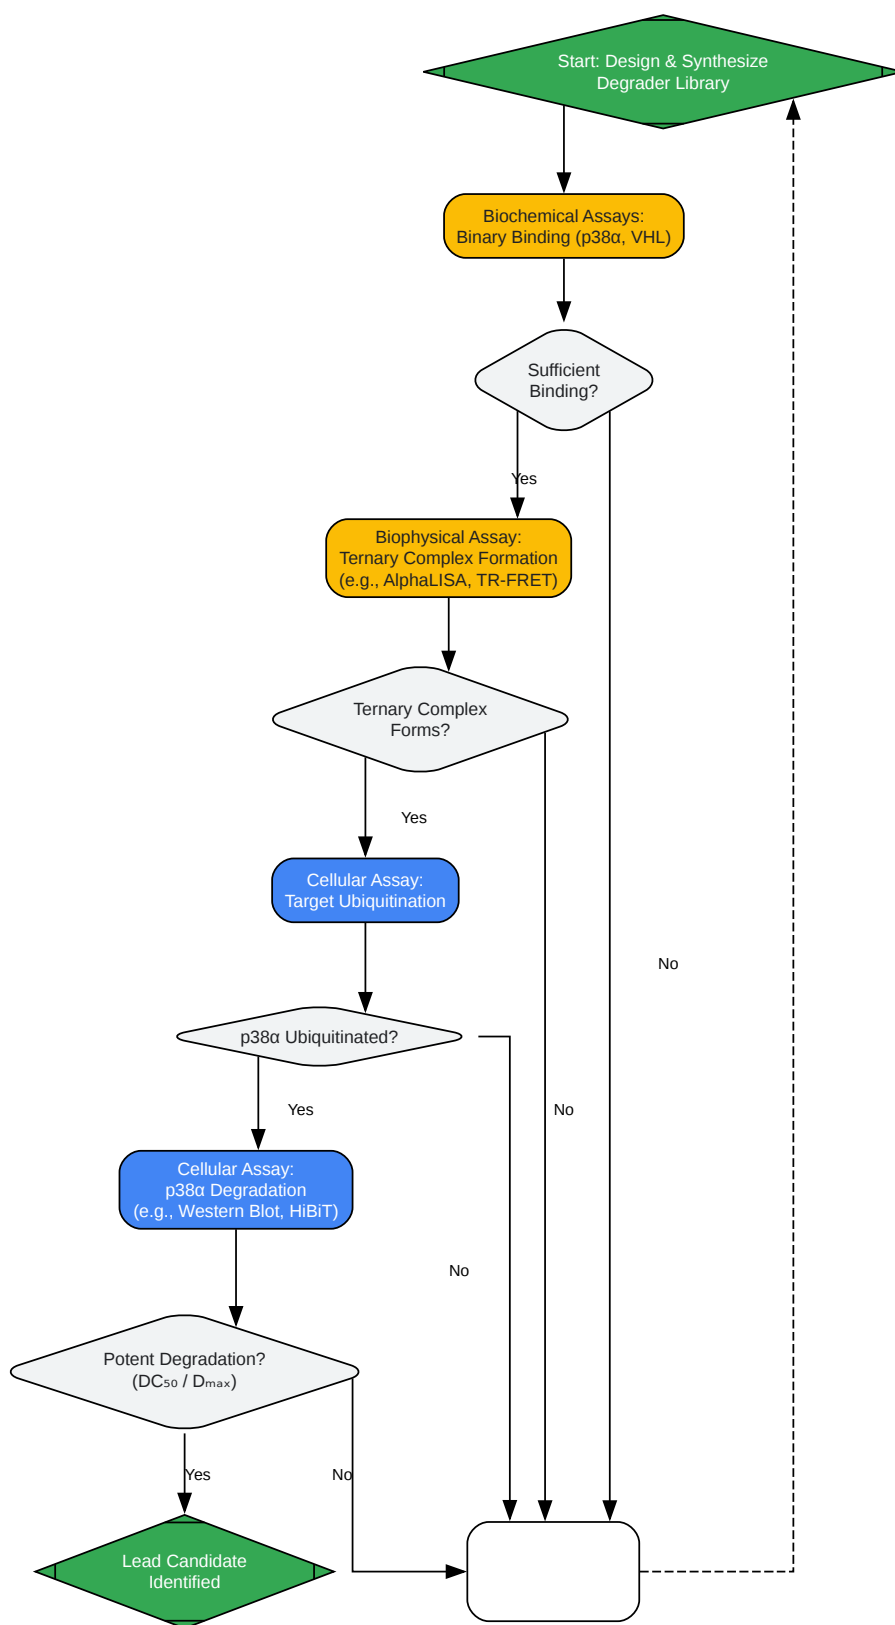 Start: Design & Synthesize
Degrader Library
Biochemical Assays:
Binary Binding (p38α, VHL)
Sufficient
Binding?
Yes
Biophysical Assay:
Ternary Complex Formation
(e.g., AlphaLISA, TR-FRET)
Ternary Complex
Forms?
Yes
Cellular Assay:
Target Ubiquitination
No
p38α Ubiquitinated?
Yes
No
Cellular Assay:
p38α Degradation
(e.g., Western Blot, HiBiT)
No
Potent Degradation?
(DC₅₀ / Dₘₐₓ)
Yes
No
Lead Candidate
Identified